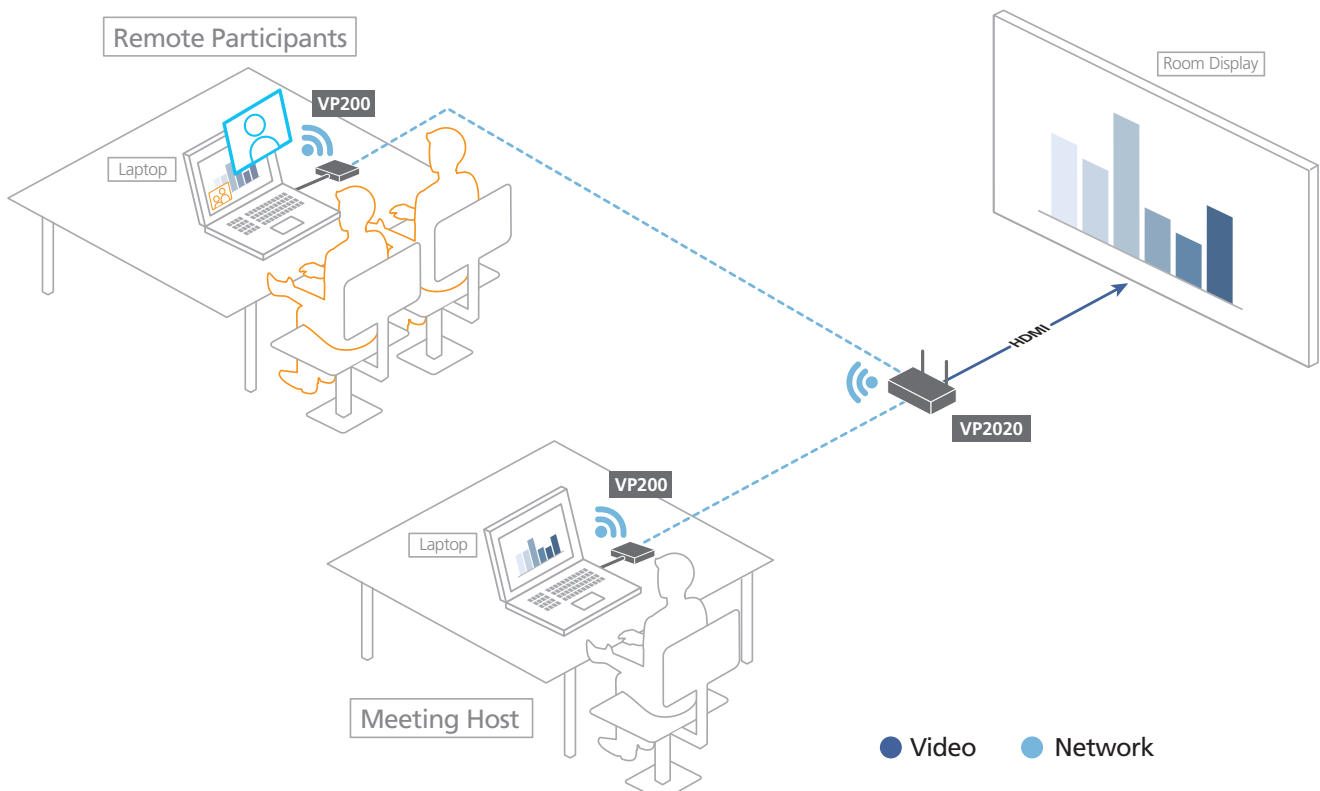 Remote Participants
VP200
Laptop
Room Display
HDMI
VP2020
VP200
Laptop
Meeting Host
Video
Network